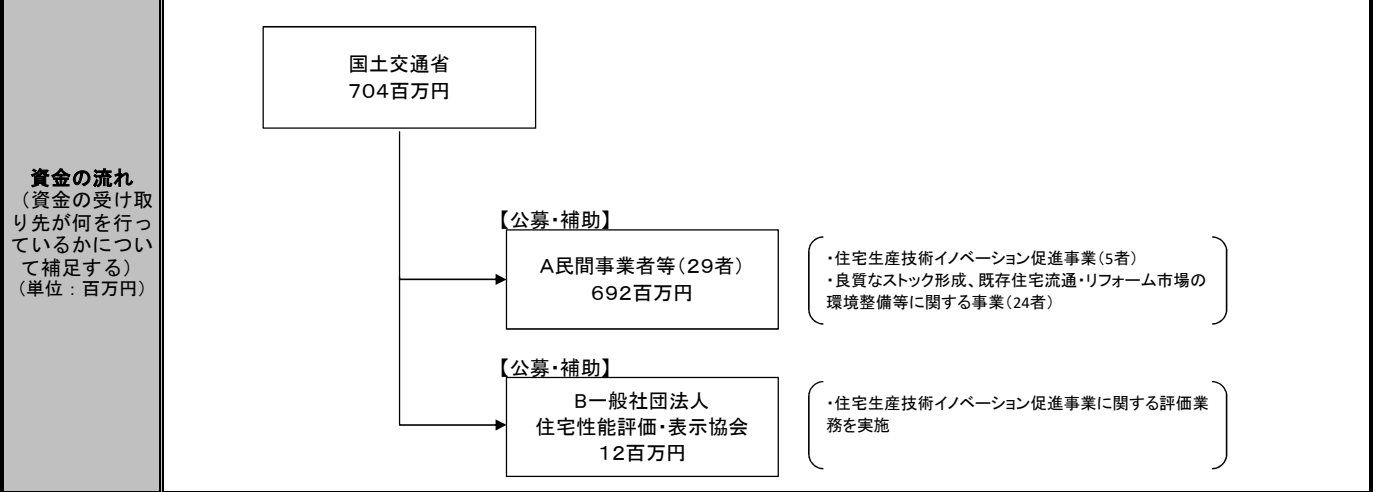 資金の流れ
（資金の受け取
り先が何を行っ
ているかについ
て補足する）
（単位：百万円）
国土交通省
７０４百万円
【公募・補助】
Ａ民間事業者等（２９者）
６９２百万円
・住宅生産技術イノベーション促進事業（5者）
・良質なストック形成、既存住宅流通・リフォーム市場の
環境整備等に関する事業（24者）
【公募・補助】
Ｂ一般社団法人
住宅性能評価・表示協会
１２百万円
・住宅生産技術イノベーション促進事業に関する評価業
務を実施